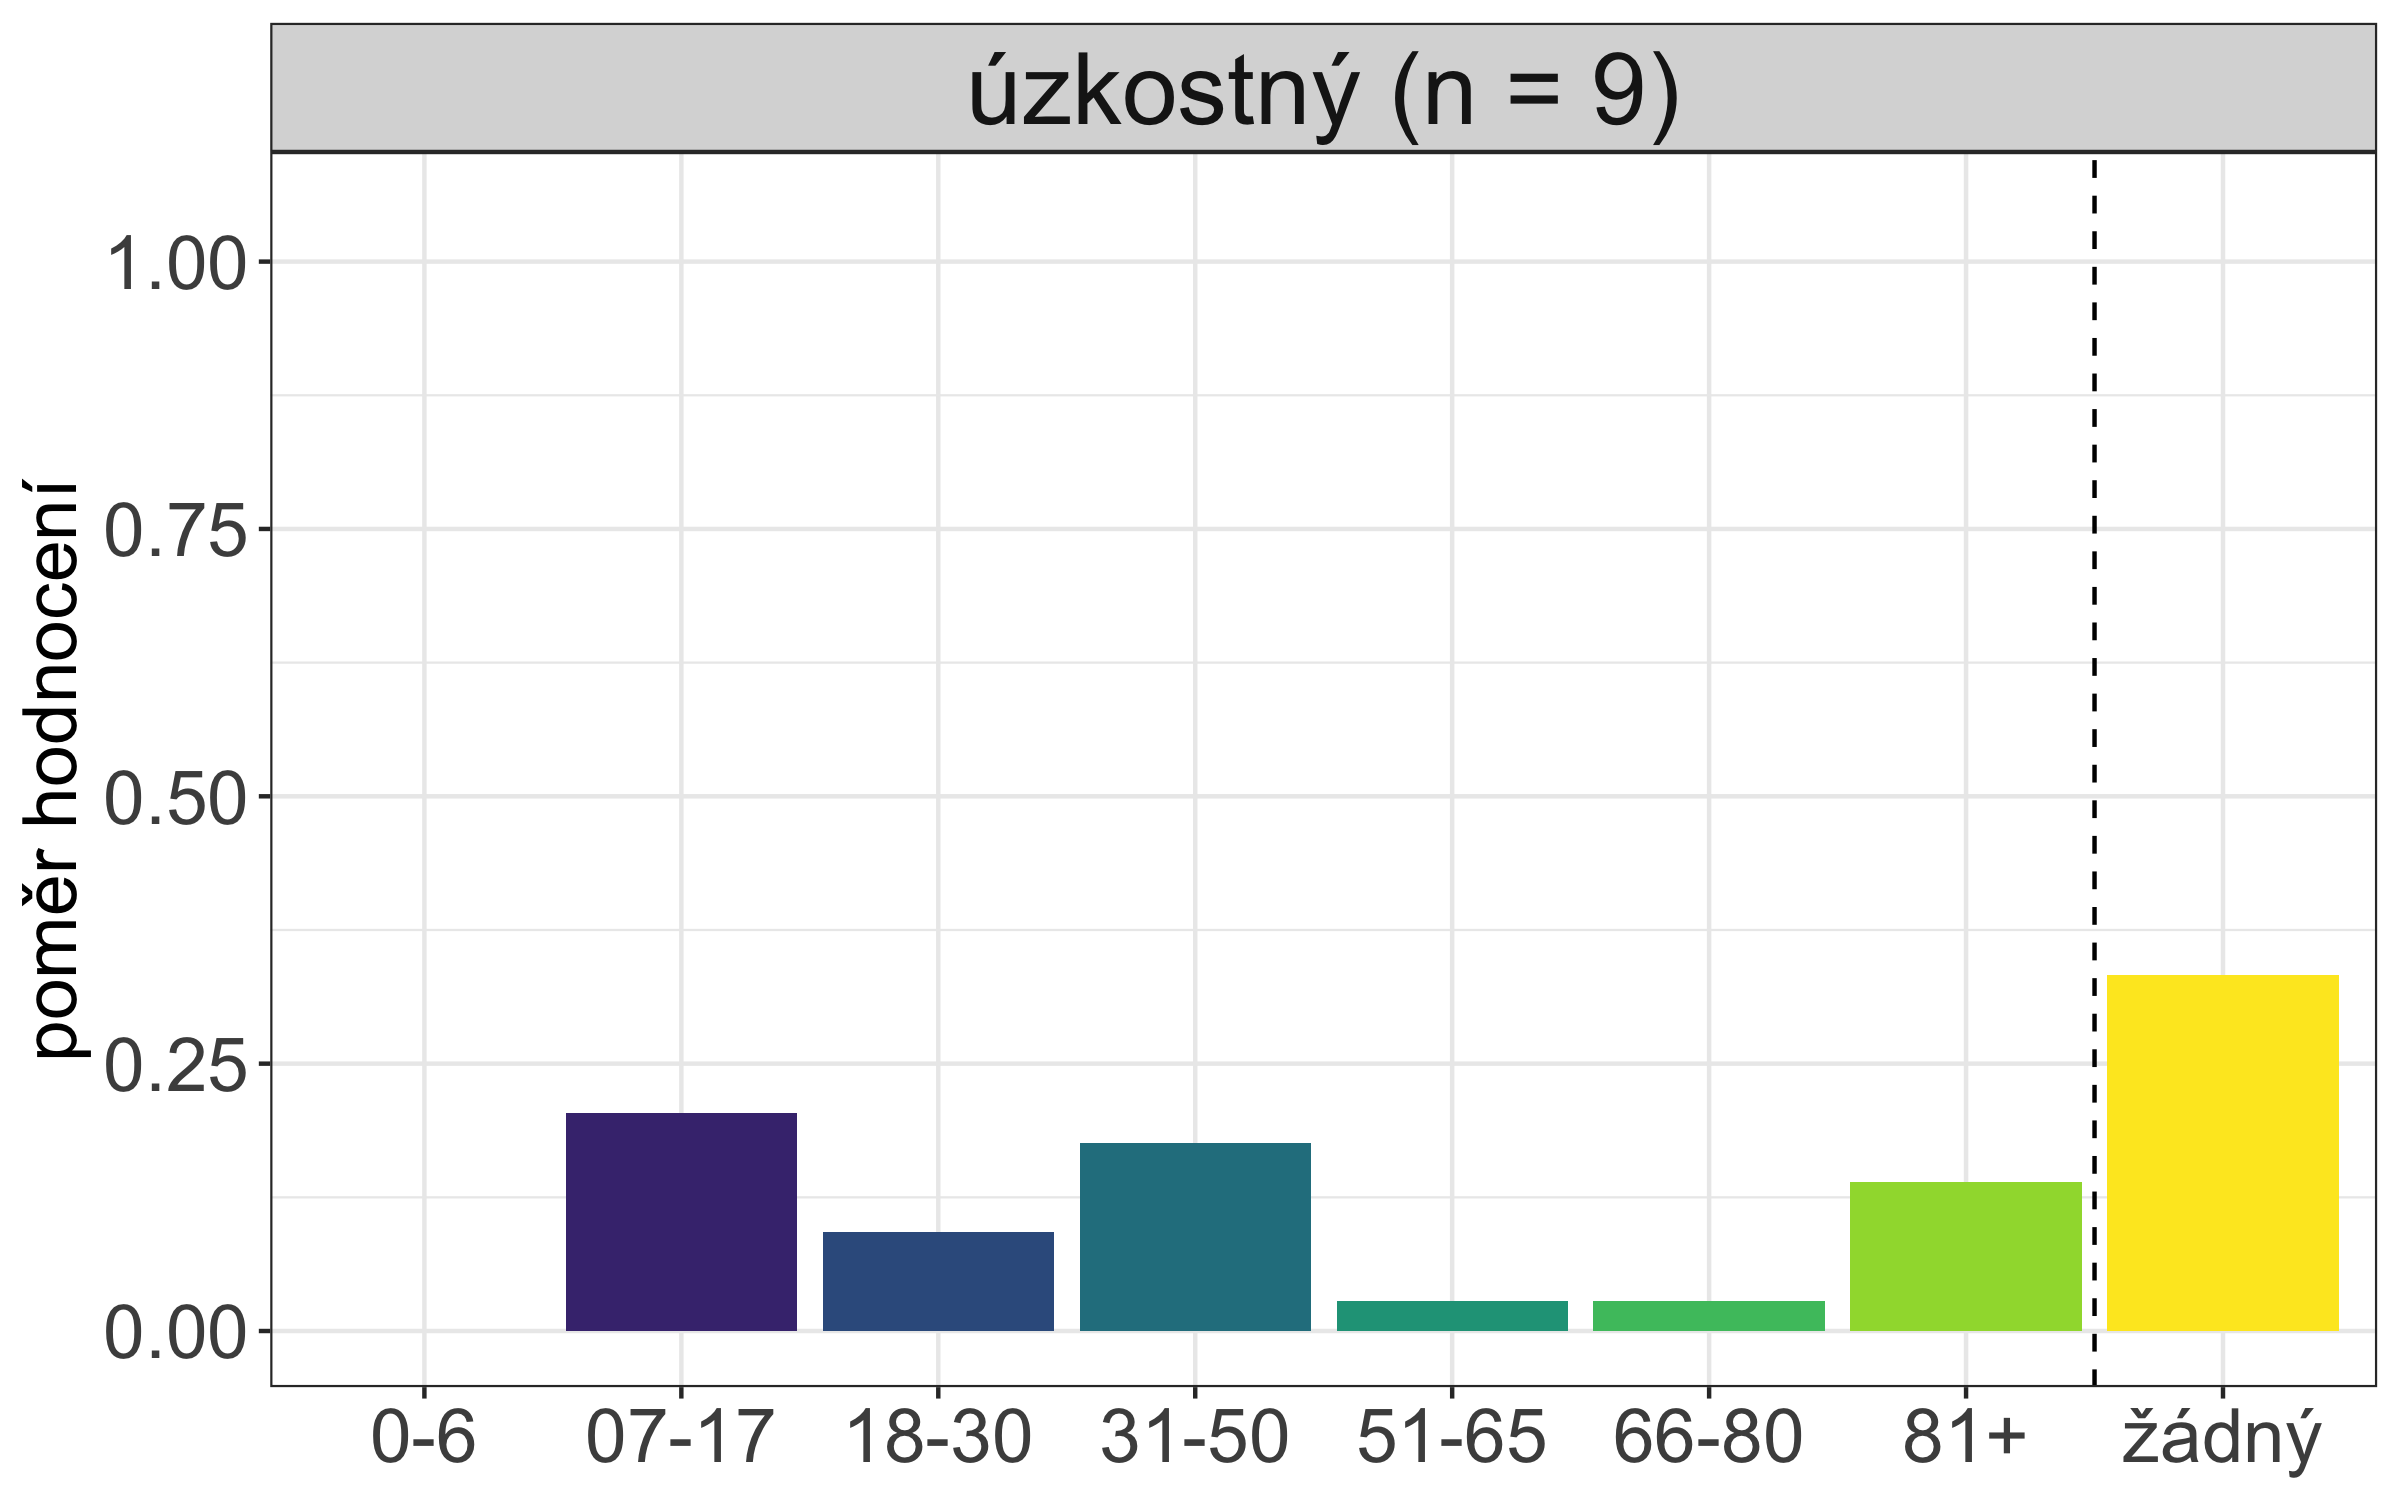 úzkostný (n = 9)
poměr hodnocení
1.00
0.75
0.50
0.25
0.00
0-6 07-17 18-30 31-50 51-65 66-80 81+ žádný